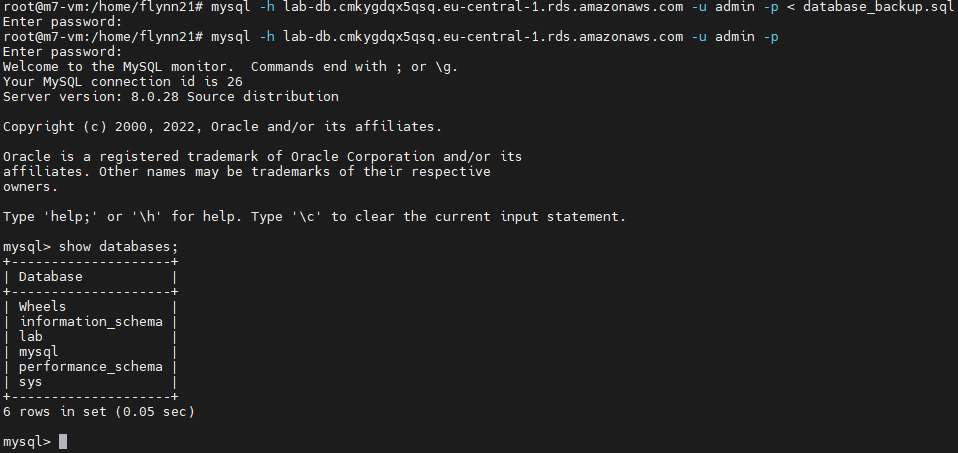 root@m7-vm:/home/flynn21# mysql -h lab-db.cmkygdqx5qsq.eu-central-1.rds.amazonaws.com -u admin -p < database_backup.sql
Enter password:
root@m7-vm:/home/flynn21# mysql -h lab-db.cmkygdqx5qsq.eu-central-1.rds.amazonaws.com -u admin -p
Enter password:
Welcome to the MySQL monitor.  Commands end with ; or \g.
Your MySQL connection id is 26
Server version: 8.0.28 Source distribution

Copyright (c) 2000, 2022, Oracle and/or its affiliates.

Oracle is a registered trademark of Oracle Corporation and/or its
affiliates. Other names may be trademarks of their respective
owners.

Type 'help;' or '\h' for help. Type '\c' to clear the current input statement.

mysql> show databases;
+--------------------+
| Database           |
+--------------------+
| Wheels             |
| information_schema |
| lab                |
| mysql              |
| performance_schema |
| sys                |
+--------------------+
6 rows in set (0.05 sec)

mysql>